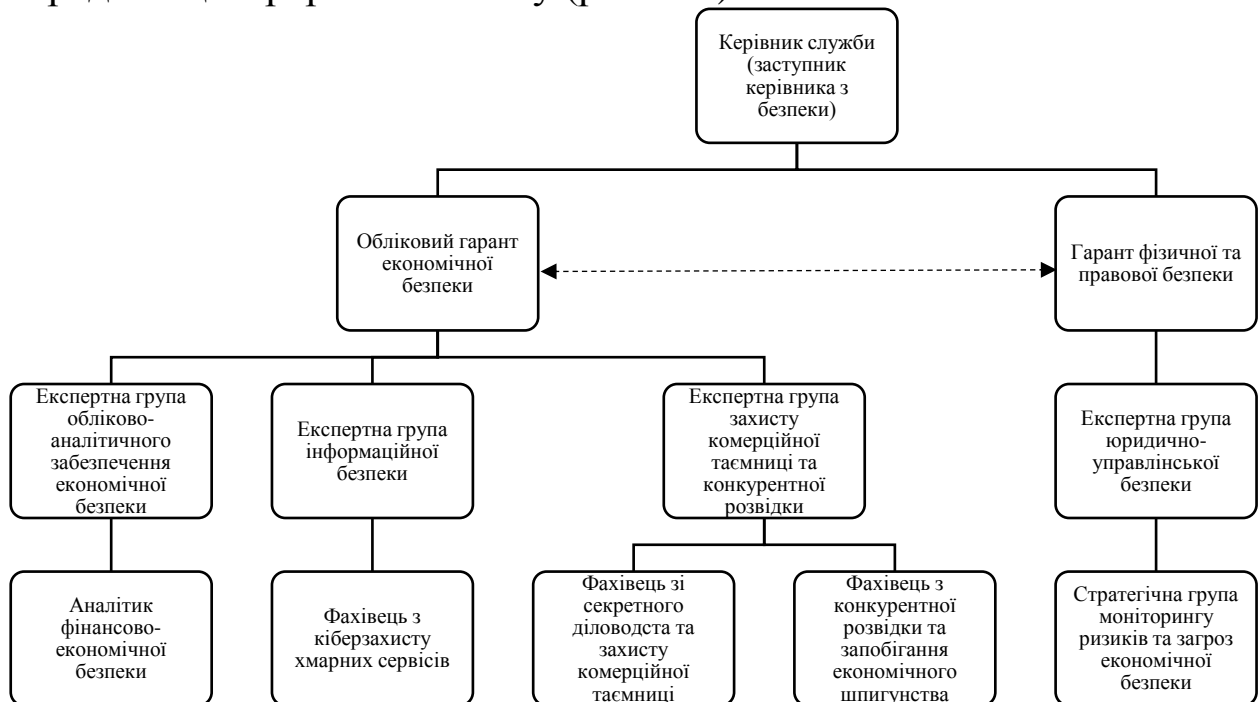 Керівник служби
(заступник
керівника з
безпеки)
Обліковий гарант
економічної
безпеки
Гарант фізичної та
правової безпеки
Експертна група
обліково-
аналітичного
забезпечення
економічної
безпеки
Експертна група
інформаційної
безпеки
Експертна група
захисту
комерційної
таємниці та
конкурентної
розвідки
Експертна група
юридично-
управлінської
безпеки
Аналітик
фінансово-
економічної
безпеки
Фахівець з
кіберзахисту
хмарних сервісів
Фахівець зі
секретного
діловодста та
захисту
комерційної
таємниці
Фахівець з
конкурентної
розвідки та
запобігання
економічного
шпигунства
Стратегічна група
моніторингу
ризиків та загроз
економічної
безпеки